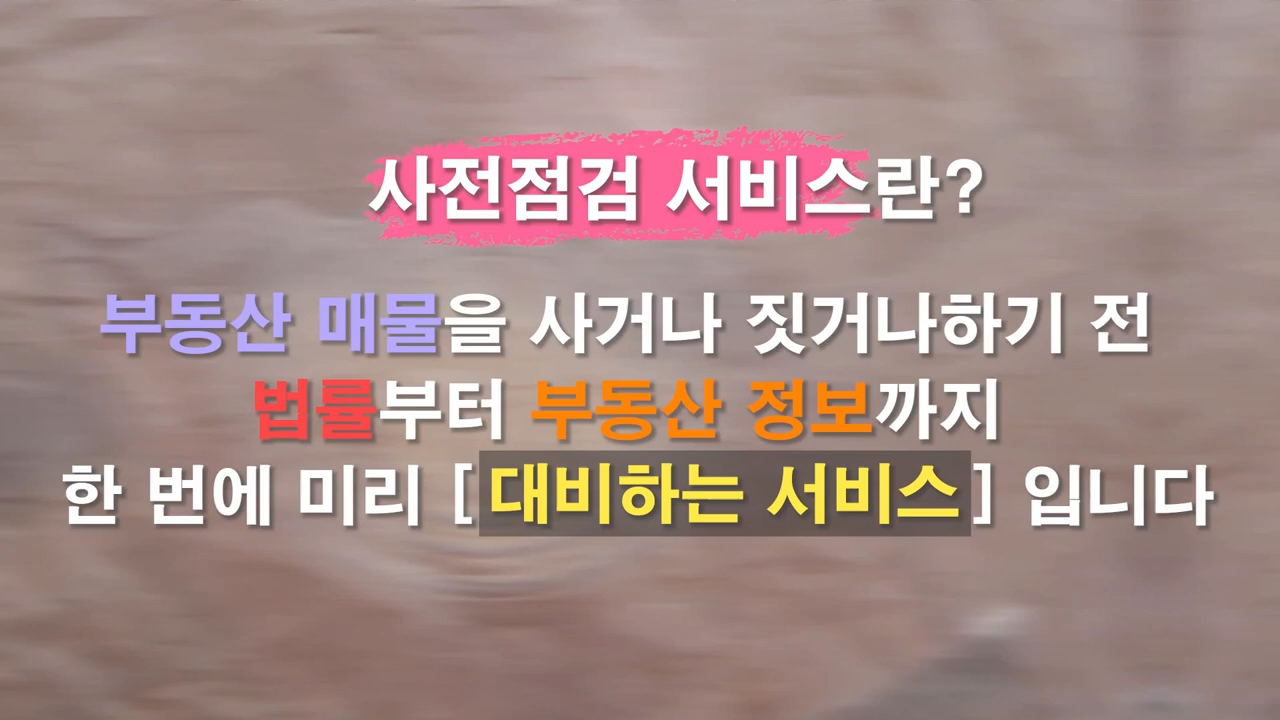 사전점검 서비스란?
부동산 매물을 사거나 짓거나하기 전
법률부터 부동산 정보까지
한 번에 미리 [대비하는 서비스] 입니다